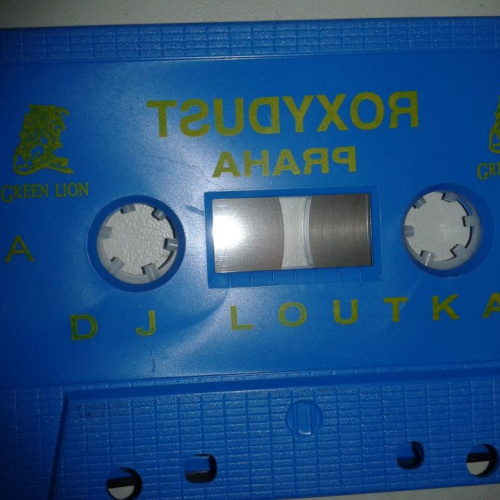 ROXYDUST
PRAHA
GREEN LION
A
DJ LOUTKA